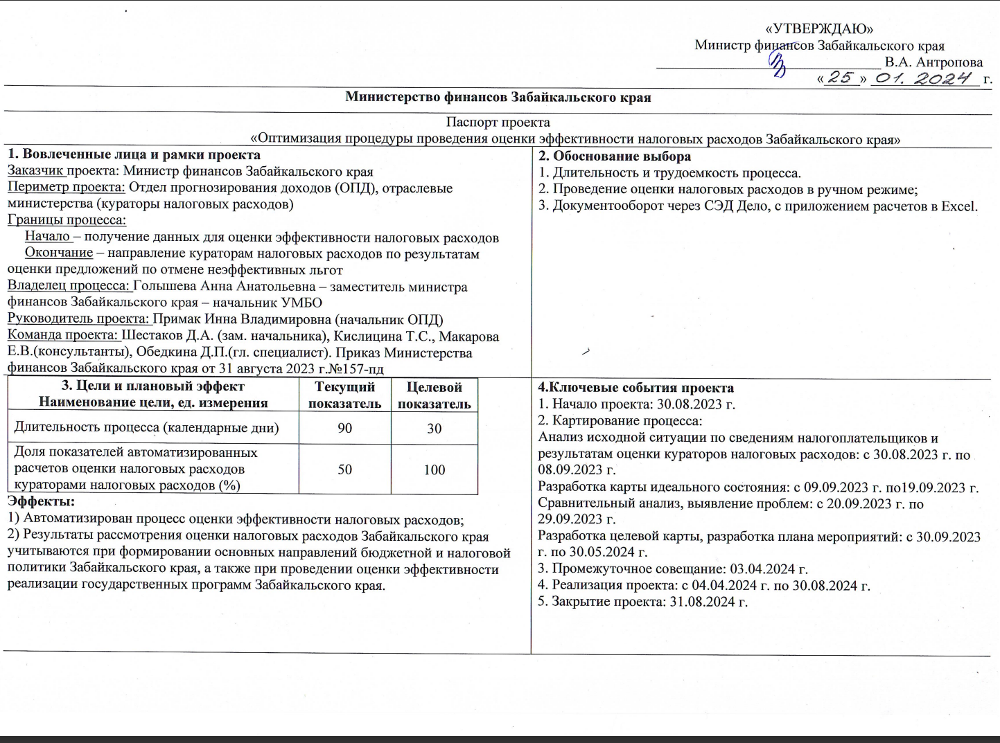 «УТВЕРЖДАЮ»
Министр финансов Забайкальского края
В.А. Антропова
«25» 01. 2024 г.
Министерство финансов Забайкальского края
Паспорт проекта
«Оптимизация процедуры проведения оценки эффективности налоговых расходов Забайкальского края»
1. Вовлеченные лица и рамки проекта
Заказчик проекта: Министр финансов Забайкальского края
Периметр проекта: Отдел прогнозирования доходов (ОПД), отраслевые
министерства (кураторы налоговых расходов)
Границы процесса:
Начало – получение данных для оценки эффективности налоговых расходов
Окончание – направление кураторам налоговых расходов по результатам
оценки предложений по отмене неэффективных льгот
Владелец процесса: Голышева Анна Анатольевна – заместитель министра
финансов Забайкальского края – начальник УМБО
Руководитель проекта: Примак Инна Владимировна (начальник ОПД)
Команда проекта: Шестаков Д.А. (зам. начальника), Кислицина Т.С., Макарова
Е.В.(консультанты), Обедкина Д.П.(гл. специалист). Приказ Министерства
финансов Забайкальского края от 31 августа 2023 г.№157-пд
2. Обоснование выбора
1. Длительность и трудоемкость процесса.
2. Проведение оценки налоговых расходов в ручном режиме;
3. Документооборот через СЭД Дело, с приложением расчетов в Excel.
3. Цели и плановый эффект
Наименование цели, ед. измерения
Текущий
показатель
Целевой
показатель
Длительность процесса (календарные дни)
90
30
Доля показателей автоматизированных
расчетов оценки налоговых расходов
кураторами налоговых расходов (%)
50
100
Эффекты:
1) Автоматизирован процесс оценки эффективности налоговых расходов;
2) Результаты рассмотрения оценки налоговых расходов Забайкальского края
учитываются при формировании основных направлений бюджетной и налоговой
политики Забайкальского края, а также при проведении оценки эффективности
реализации государственных программ Забайкальского края.
4.Ключевые события проекта
1. Начало проекта: 30.08.2023 г.
2. Картирование процесса:
Анализ исходной ситуации по сведениям налогоплательщиков и
результатам оценки кураторов налоговых расходов: с 30.08.2023 г. по
08.09.2023 г.
Разработка карты идеального состояния: с 09.09.2023 г. по19.09.2023 г.
Сравнительный анализ, выявление проблем: с 20.09.2023 г. по
29.09.2023 г.
Разработка целевой карты, разработка плана мероприятий: с 30.09.2023
г. по 30.05.2024 г.
3. Промежуточное совещание: 03.04.2024 г.
4. Реализация проекта: с 04.04.2024 г. по 30.08.2024 г.
5. Закрытие проекта: 31.08.2024 г.